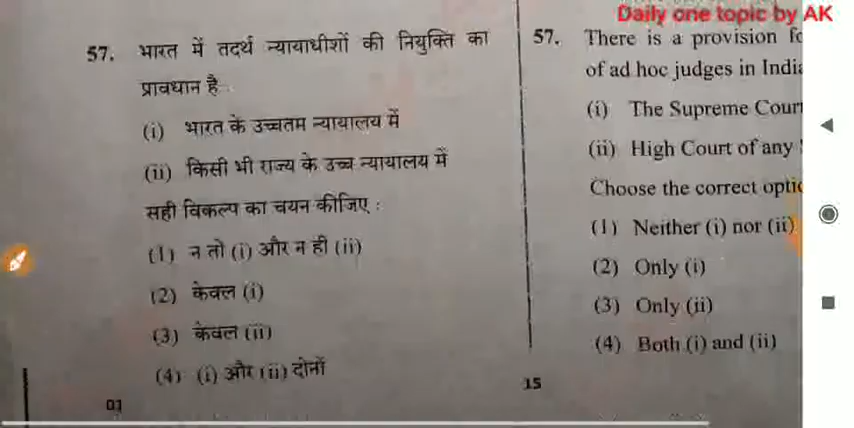 Daily one topic by AK
57. भारत में तदर्थ न्यायाधीशों की नियुक्ति का
प्रावधान है
(i) भारत के उच्चतम न्यायालय में
(ii) किसी भी राज्य के उच्च न्यायालय में
सही विकल्प का चयन कीजिए :
(1) न तो (i) और न ही (ii)
(2) केवल (i)
(3) केवल (ii)
(4) (i) और (ii) दोनों
01
57. There is a provision
of ad hoc judges in
(i) The Supreme
(ii) High Court of any
Choose the correct
(1) Neither (i) nor (ii)
(2) Only (i)
(3) Only (ii)
(4) Both (i) and (ii)
15